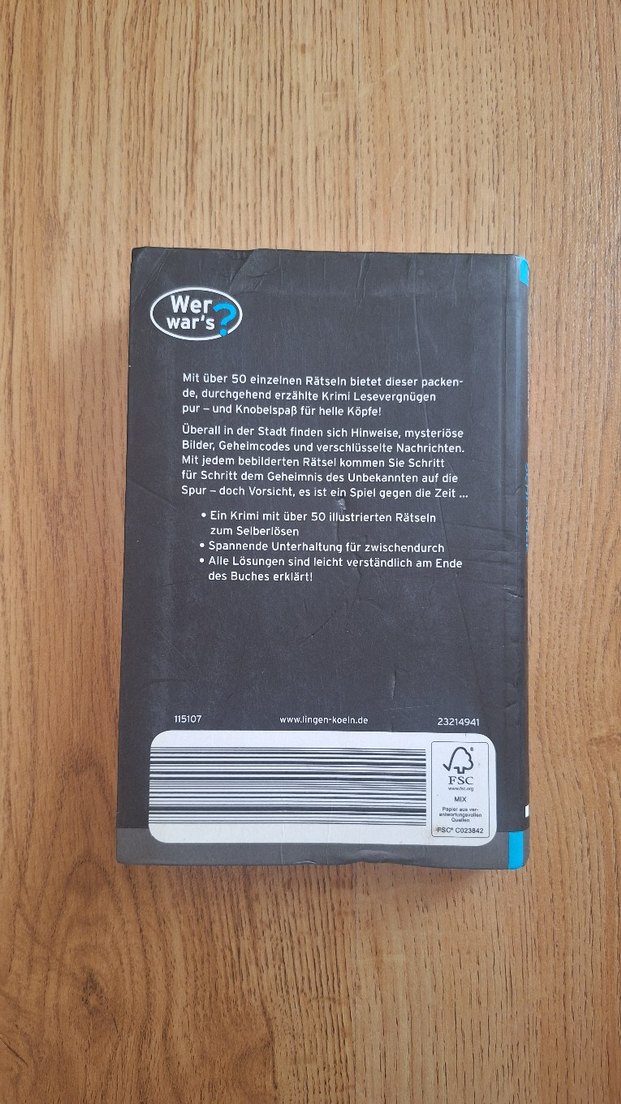 Wer
war's?
Mit über 50 einzelnen Rätseln bietet dieser packen-
de, durchgehend erzählte Krimi Lesevergnügen
pur – und Knobelspaß für helle Köpfe!
Überall in der Stadt finden sich Hinweise, mysteriöse
Bilder, Geheimcodes und verschlüsselte Nachrichten.
Mit jedem bebilderten Rätsel kommen Sie Schritt
für Schritt dem Geheimnis des Unbekannten auf die
Spur – doch Vorsicht, es ist ein Spiel gegen die Zeit ...
• Ein Krimi mit über 50 illustrierten Rätseln
zum Selberlösen
• Spannende Unterhaltung für zwischendurch
• Alle Lösungen sind leicht verständlich am Ende
des Buches erklärt!
115107 www.lingen-koeln.de 23214941
FSC
www.fsc.org
MIX
Papier aus ver-
antwortungsvollen
Quellen
FSC® C023842